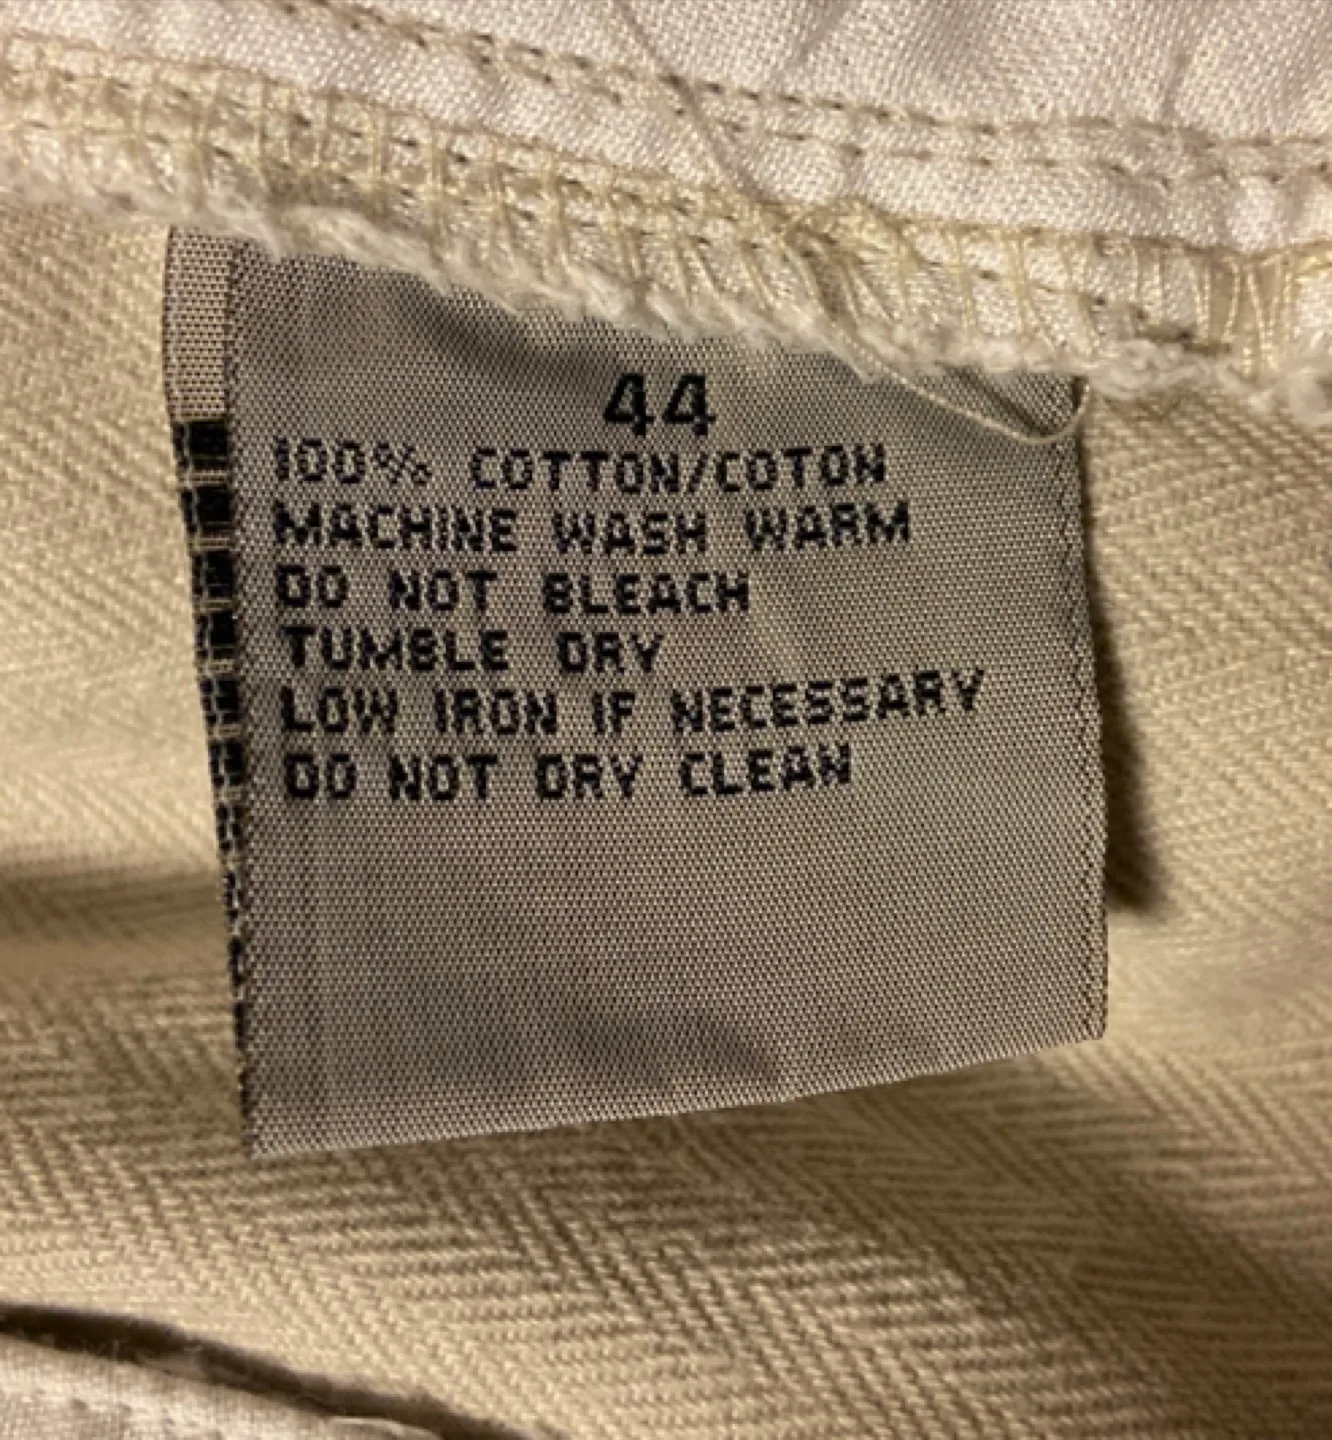 44
100% COTTON/COTON
MACHINE WASH WARM
DO NOT BLEACH
TUMBLE DRY
LOW IRON IF NECESSARY
DO NOT DRY CLEAN